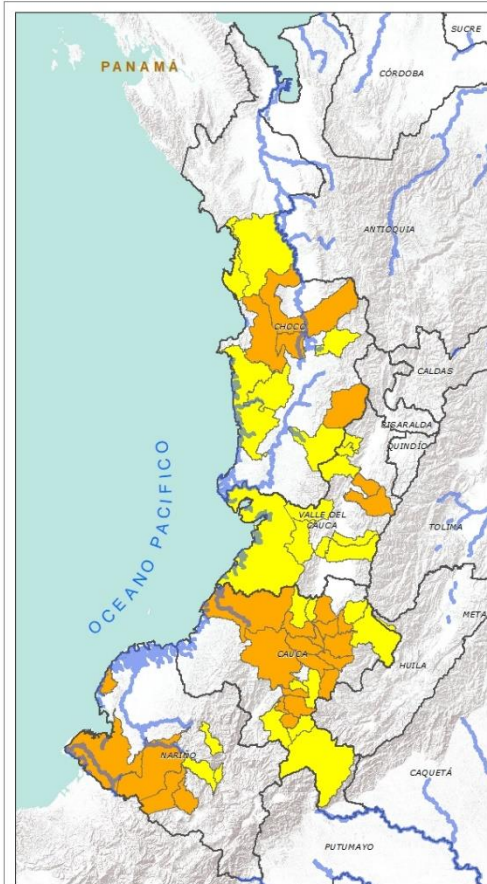 SUCRE
PANAMÁ
CÓRDOBA
ANTIOQUIA
CHOCÓ
CALDAS
RISARALDA
QUINDÍO
OCEANO PACIFICO
VALLE DEL
CAUCA
TOLIMA
META
CAUCA
HUILA
NARIÑO
CAQUETÁ
PUTUMAYO